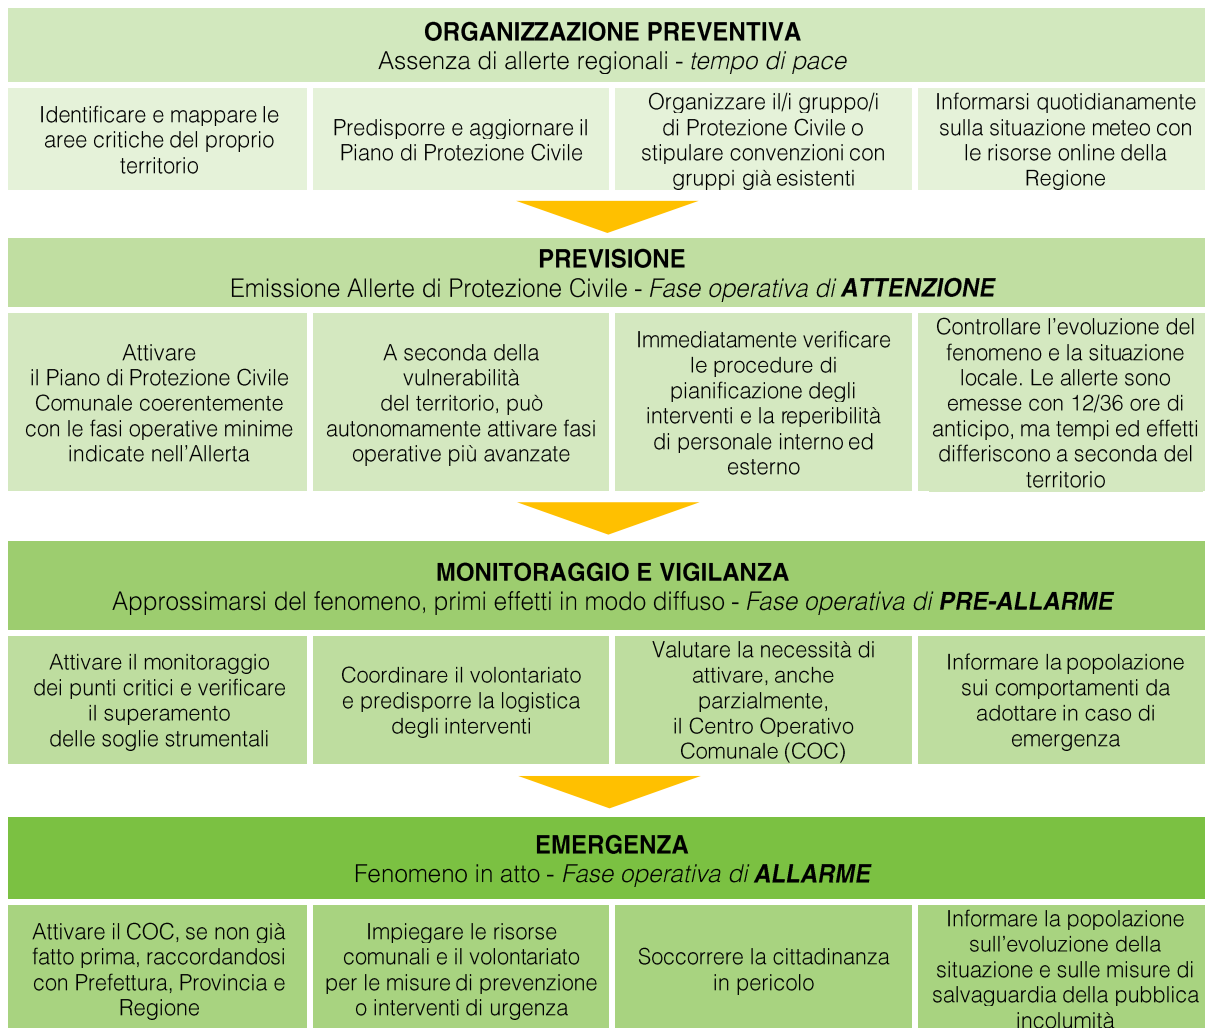 ORGANIZZAZIONE PREVENTIVA
Assenza di allerte regionali - tempo di pace
Identificare e mappare le
aree critiche del proprio
territorio
Predisporre e aggiornare il
Piano di Protezione Civile
Organizzare il/i gruppo/i
di Protezione Civile o
stipulare convenzioni con
gruppi già esistenti
Informarsi quotidianamente
sulla situazione meteo con
le risorse online della
Regione
PREVISIONE
Emissione Allerte di Protezione Civile - Fase operativa di ATTENZIONE
Attivare
il Piano di Protezione Civile
Comunale coerentemente
con le fasi operative minime
indicate nell'Allerta
A seconda della
vulnerabilità
del territorio, può
autonomamente attivare fasi
operative più avanzate
Immediatamente verificare
le procedure di
pianificazione degli
interventi e la reperibilità
di personale interno ed
esterno
Controllare l'evoluzione del
fenomeno e la situazione
locale. Le allerte sono
emesse con 12/36 ore di
anticipo, ma tempi ed effetti
differiscono a seconda del
territorio
MONITORAGGIO E VIGILANZA
Approssimarsi del fenomeno, primi effetti in modo diffuso - Fase operativa di PRE-ALLARME
Attivare il monitoraggio
dei punti critici e verificare
il superamento
delle soglie strumentali
Coordinare il volontariato
e predisporre la logistica
degli interventi
Valutare la necessità di
attivare, anche
parzialmente,
il Centro Operativo
Comunale (COC)
Informare la popolazione
sui comportamenti da
adottare in caso di
emergenza
EMERGENZA
Fenomeno in atto - Fase operativa di ALLARME
Attivare il COC, se non già
fatto prima, raccordandosi
con Prefettura, Provincia e
Regione
Impiegare le risorse
comunali e il volontariato
per le misure di prevenzione
o interventi di urgenza
Soccorrere la cittadinanza
in pericolo
Informare la popolazione
sull'evoluzione della
situazione e sulle misure di
salvaguardia della pubblica
incolumità